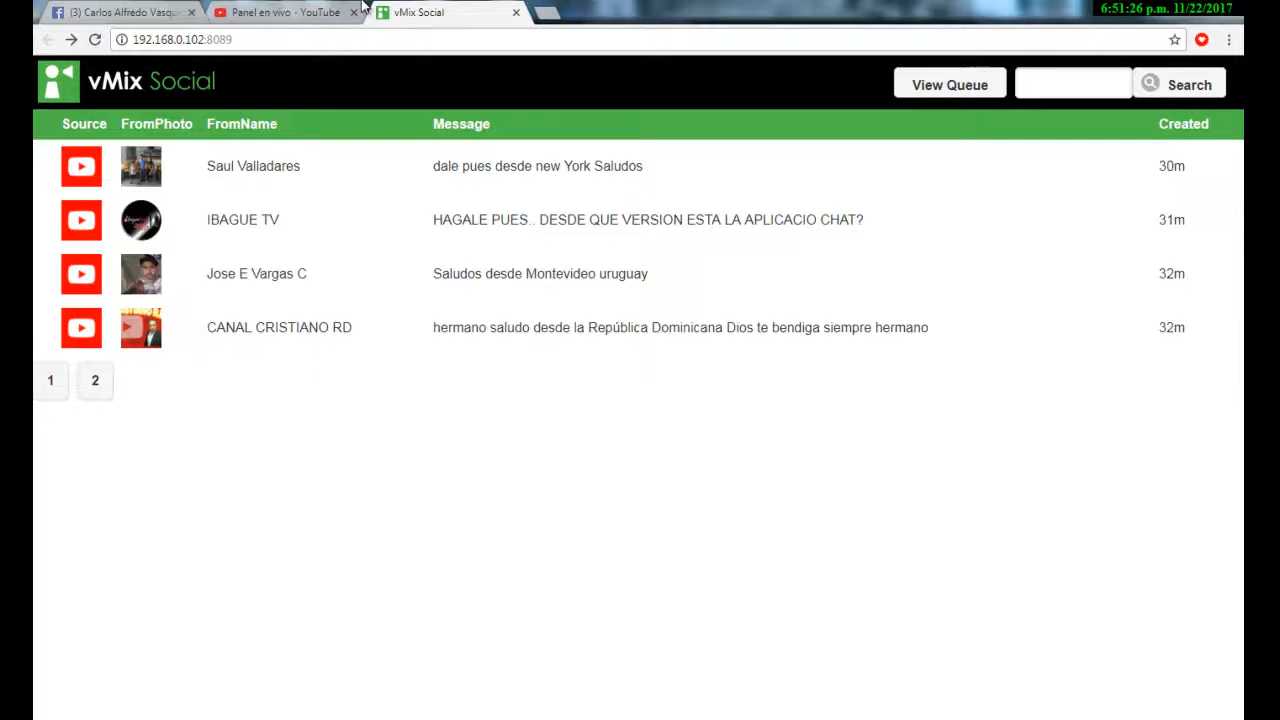 6:51:26 p.m. 11/22/2017
(3) Carlos Alfredo Vasqu
Panel en vivo - YouTube
vMix Social
192.168.0.102:8089
vMix Social
View Queue
Search
Source FromPhoto FromName Message Created
Saul Valladares dale pues desde new York Saludos 30m
IBAGUE TV HAGALE PUES.. DESDE QUE VERSION ESTA LA APLICACIO CHAT? 31m
Jose E Vargas C Saludos desde Montevideo uruguay 32m
CANAL CRISTIANO RD hermano saludo desde la República Dominicana Dios te bendiga siempre hermano 32m
1 2